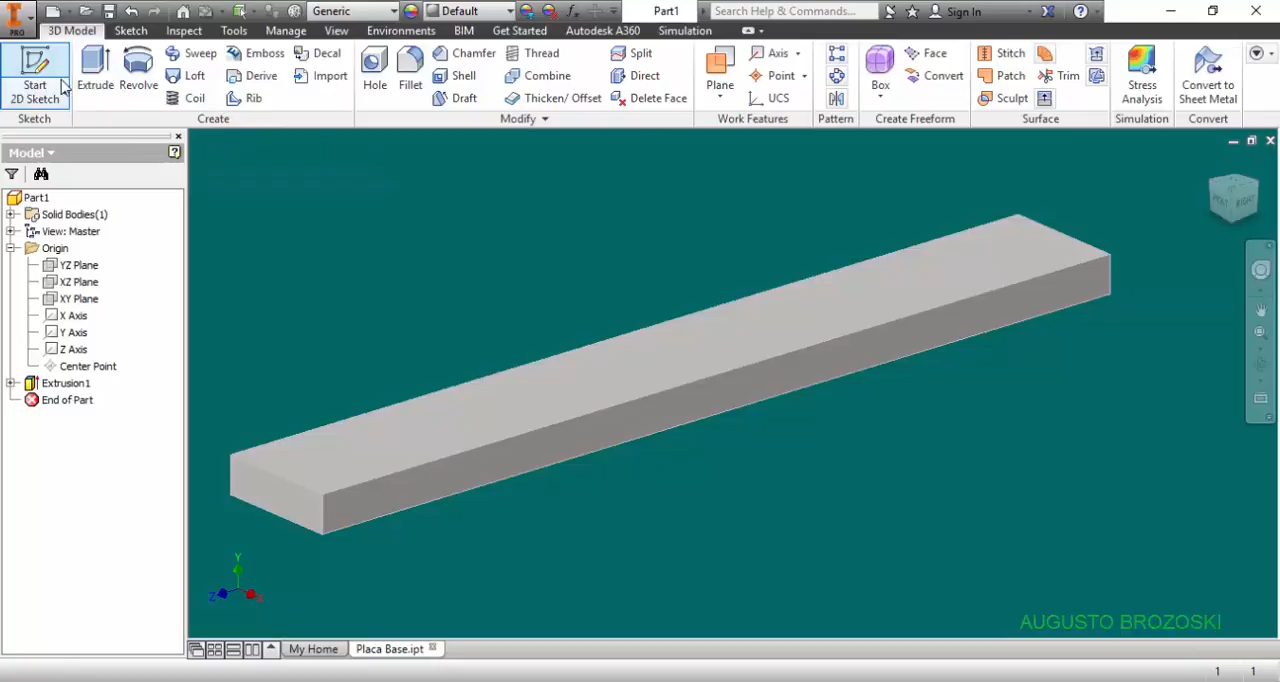 PRO Generic Default Part1 Search Help & Commands... Sign In
3D Model Sketch Inspect Tools Manage View Environments BIM Get Started Autodesk A360 Simulation
Start 2D Sketch Extrude Revolve Sweep Emboss Decal Hole Fillet Chamfer Thread Split Plane Axis Box Face Stitch Trim Stress Analysis Convert to Sheet Metal
Loft Derive Import Shell Combine Direct Point Convert Patch
Coil Rib Draft Thicken/ Offset Delete Face UCS Sculpt
Sketch Create Modify Work Features Pattern Create Freeform Surface Simulation Convert
Model
Part1
Solid Bodies(1)
View: Master
Origin
YZ Plane
XZ Plane
XY Plane
X Axis
Y Axis
Z Axis
Center Point
Extrusion1
End of Part
RIGHT
Y
Z X
AUGUSTO BROZOSKI
My Home Placa Base.ipt
1 1